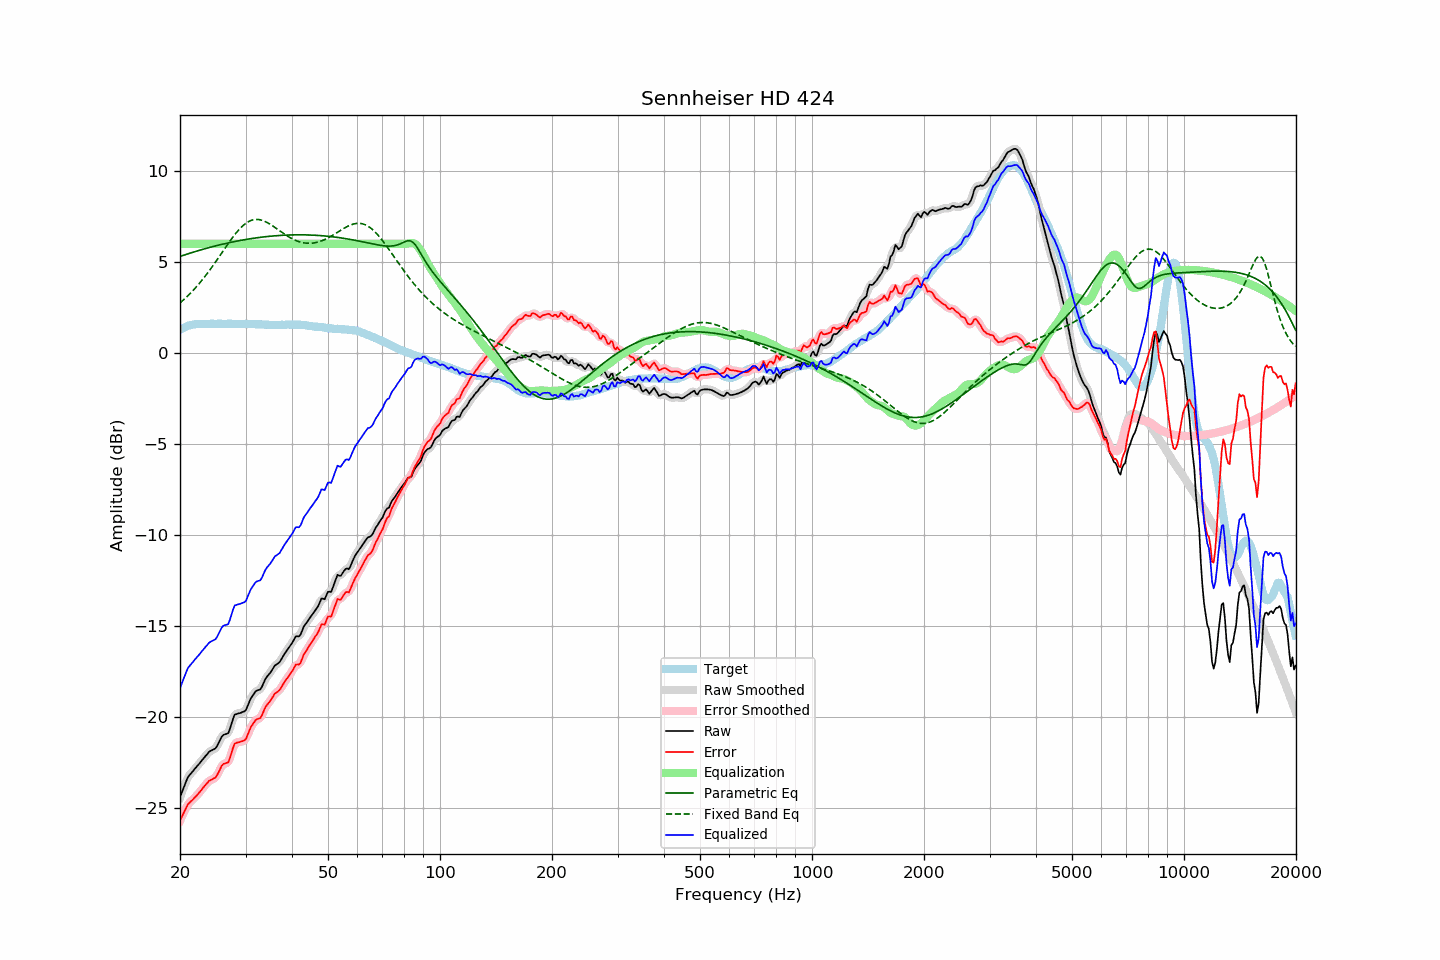 Sennheiser HD 424
Amplitude (dBr)
10
5
0
−5
−10
−15
−20
−25
Target
Raw Smoothed
Error Smoothed
Raw
Error
Equalization
Parametric Eq
Fixed Band Eq
Equalized
20 50 100 200 500 1000 2000 5000 10000 20000
Frequency (Hz)